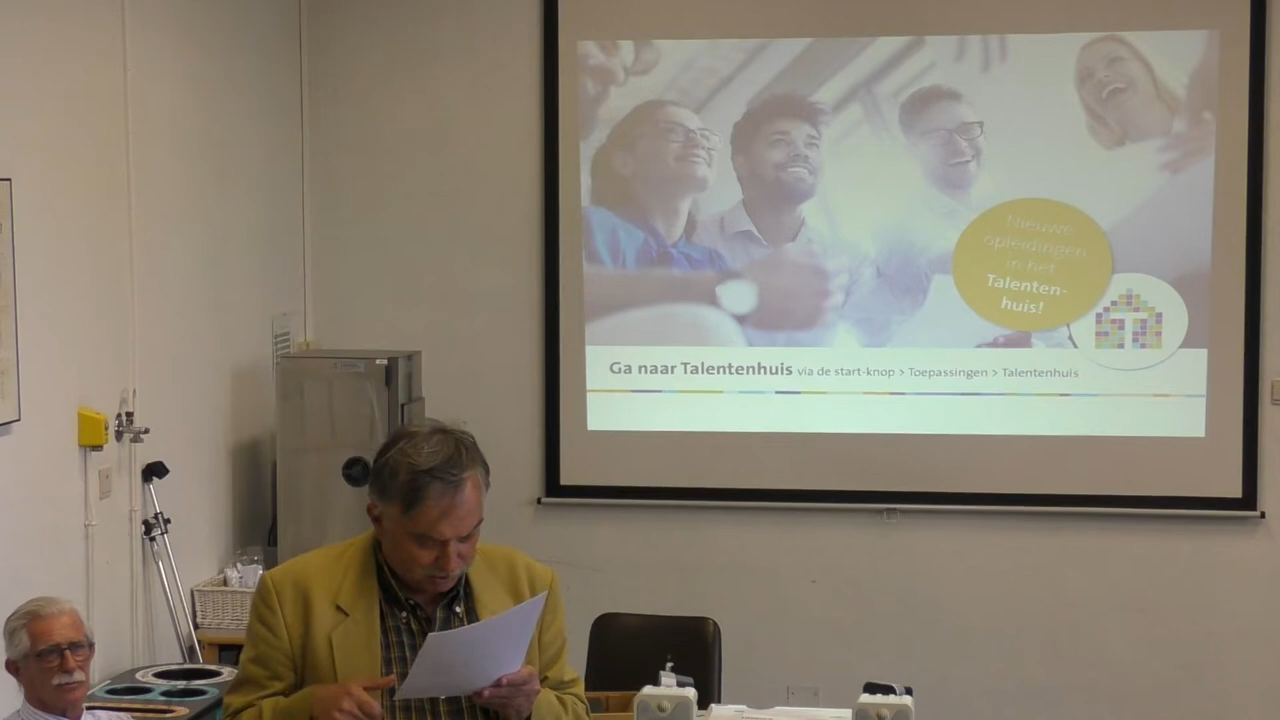 Nieuwe
opleidingen
in het
Talenten-
huis!
Ga naar Talentenhuis via de start-knop > Toepassingen > Talentenhuis